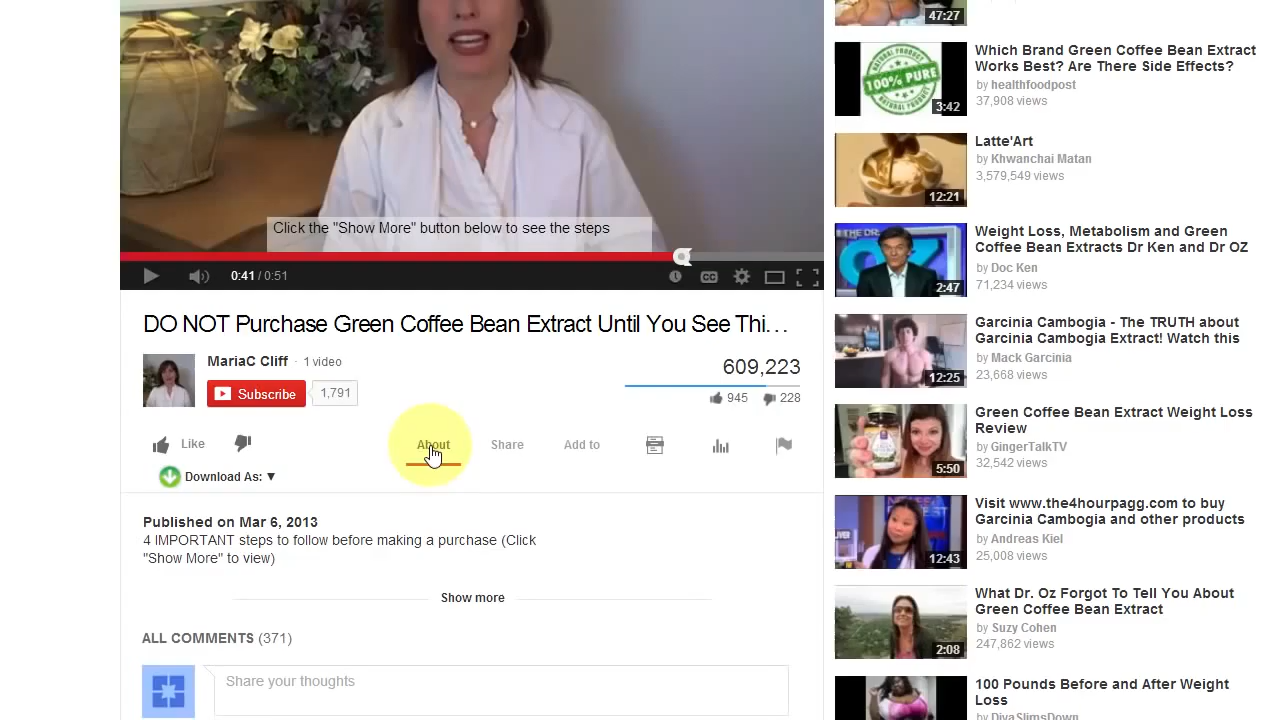 Click the "Show More" button below to see the steps
0:41 / 0:51
CC
DO NOT Purchase Green Coffee Bean Extract Until You See Thi...
MariaC Cliff · 1 video
Subscribe 1,791
609,223
945 228
Like
About
Share
Add to
Download As: ▼
Published on Mar 6, 2013
4 IMPORTANT steps to follow before making a purchase (Click
"Show More" to view)
Show more
ALL COMMENTS (371)
Share your thoughts
47:27
100% PURE
NATURAL PRODUCT
3:42
Which Brand Green Coffee Bean Extract
Works Best? Are There Side Effects?
by healthfoodpost
37,908 views
12:21
Latte'Art
by Khwanchai Matan
3,579,549 views
THE DR.
OZ
2:47
Weight Loss, Metabolism and Green
Coffee Bean Extracts Dr Ken and Dr OZ
by Doc Ken
71,234 views
12:25
Garcinia Cambogia - The TRUTH about
Garcinia Cambogia Extract! Watch this
by Mack Garcinia
23,668 views
5:50
Green Coffee Bean Extract Weight Loss
Review
by GingerTalkTV
32,542 views
12:43
Visit www.the4hourpagg.com to buy
Garcinia Cambogia and other products
by Andreas Kiel
25,008 views
2:08
What Dr. Oz Forgot To Tell You About
Green Coffee Bean Extract
by Suzy Cohen
247,862 views
100 Pounds Before and After Weight
Loss
by DivaSlimsDown